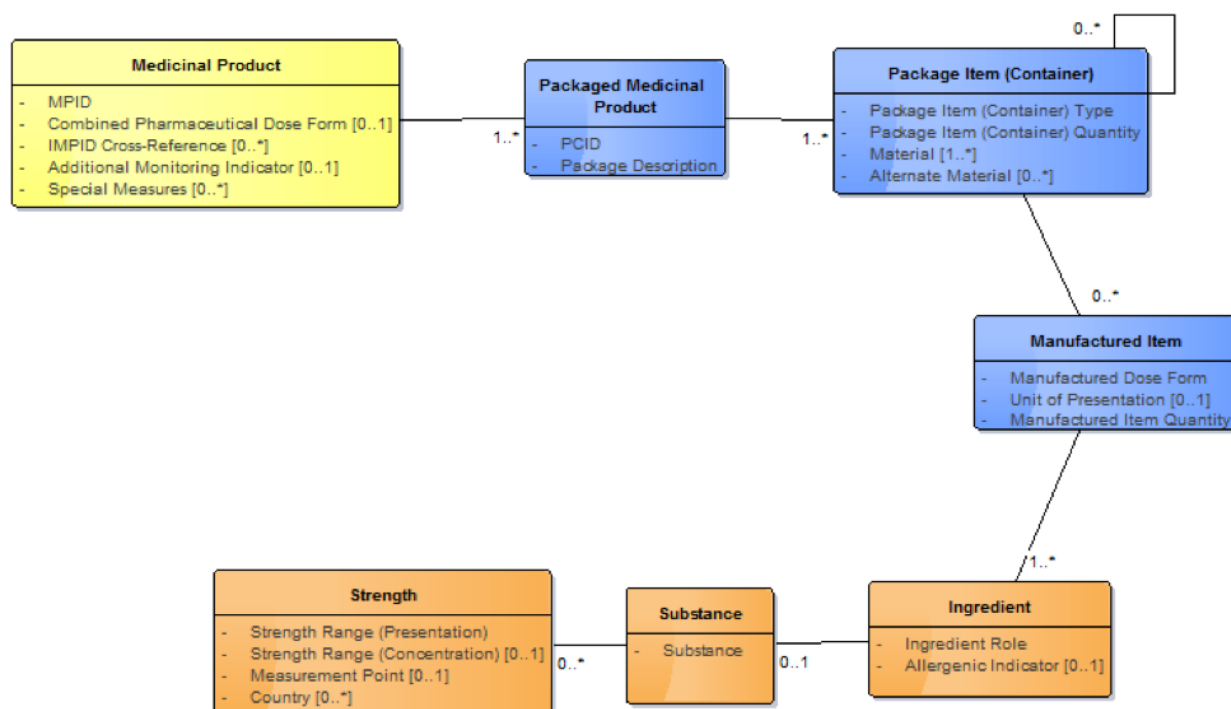 0..*
Medicinal Product
- MPID
- Combined Pharmaceutical Dose Form [0..1]
- IMPID Cross-Reference [0..*]
- Additional Monitoring Indicator [0..1]
- Special Measures [0..*]
1..*
Packaged Medicinal
Product
- PCID
- Package Description
1..*
Package Item (Container)
- Package Item (Container) Type
- Package Item (Container) Quantity
- Material [1..*]
- Alternate Material [0..*]
0..*
Manufactured Item
- Manufactured Dose Form
- Unit of Presentation [0..1]
- Manufactured Item Quantity
1..*
Strength
- Strength Range (Presentation)
- Strength Range (Concentration) [0..1]
- Measurement Point [0..1]
- Country [0..*]
0..*
Substance
- Substance
0..1
Ingredient
- Ingredient Role
- Allergenic Indicator [0..1]